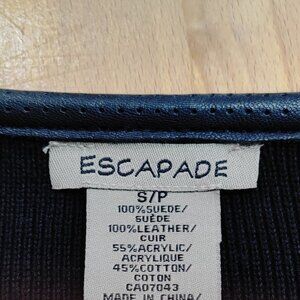 ESCAPADE
S/P
100% SUEDE/
SUÈDE
100% LEATHER/
CUIR
55% ACRYLIC/
ACRYLIQUE
45% COTTON/
COTON
CA07043
MADE IN CHINA/